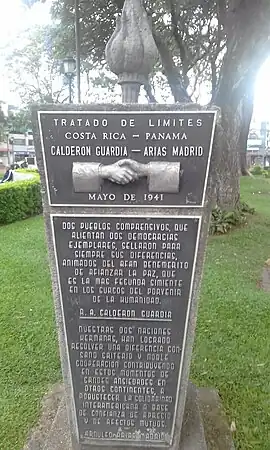 TRATADO DE LIMITES
COSTA RICA – PANAMA
CALDERON GUARDIA – ARIAS MADRID
MAYO DE 1941
DOS PUEBLOS COMPRENSIVOS, QUE
ALIENTAN DOS DEMOCRACIAS
EJEMPLARES, SELLARON PARA
SIEMPRE SUS DIFERENCIAS,
ANIMADOS DEL AFAN BENEMERITO
DE AFIANZAR LA PAZ, QUE
ES LA MAS FECUNDA SIMIENTE
EN LOS SURCOS DEL PORVENIR
DE LA HUMANIDAD.
R. A. CALDERON GUARDIA
NUESTRAS DOS NACIONES
HERMANAS, HAN LOGRADO
RESOLVER UNA DIFERENCIA CON
RARO CRITERIO Y NOBLE
COOPERACION CONTRIBUYENDO
EN ESTOS MOMENTOS DE
GRANDES ANSIEDADES EN
OTROS CONTINENTES, A
ROBUSTECER LA SOLIDARIDAD
INTERAMERICANA A BASE
DE CONFIANZA DE APRECIO
Y DE AFECTOS MUTUOS.
ARNULFO ARIAS MADRID